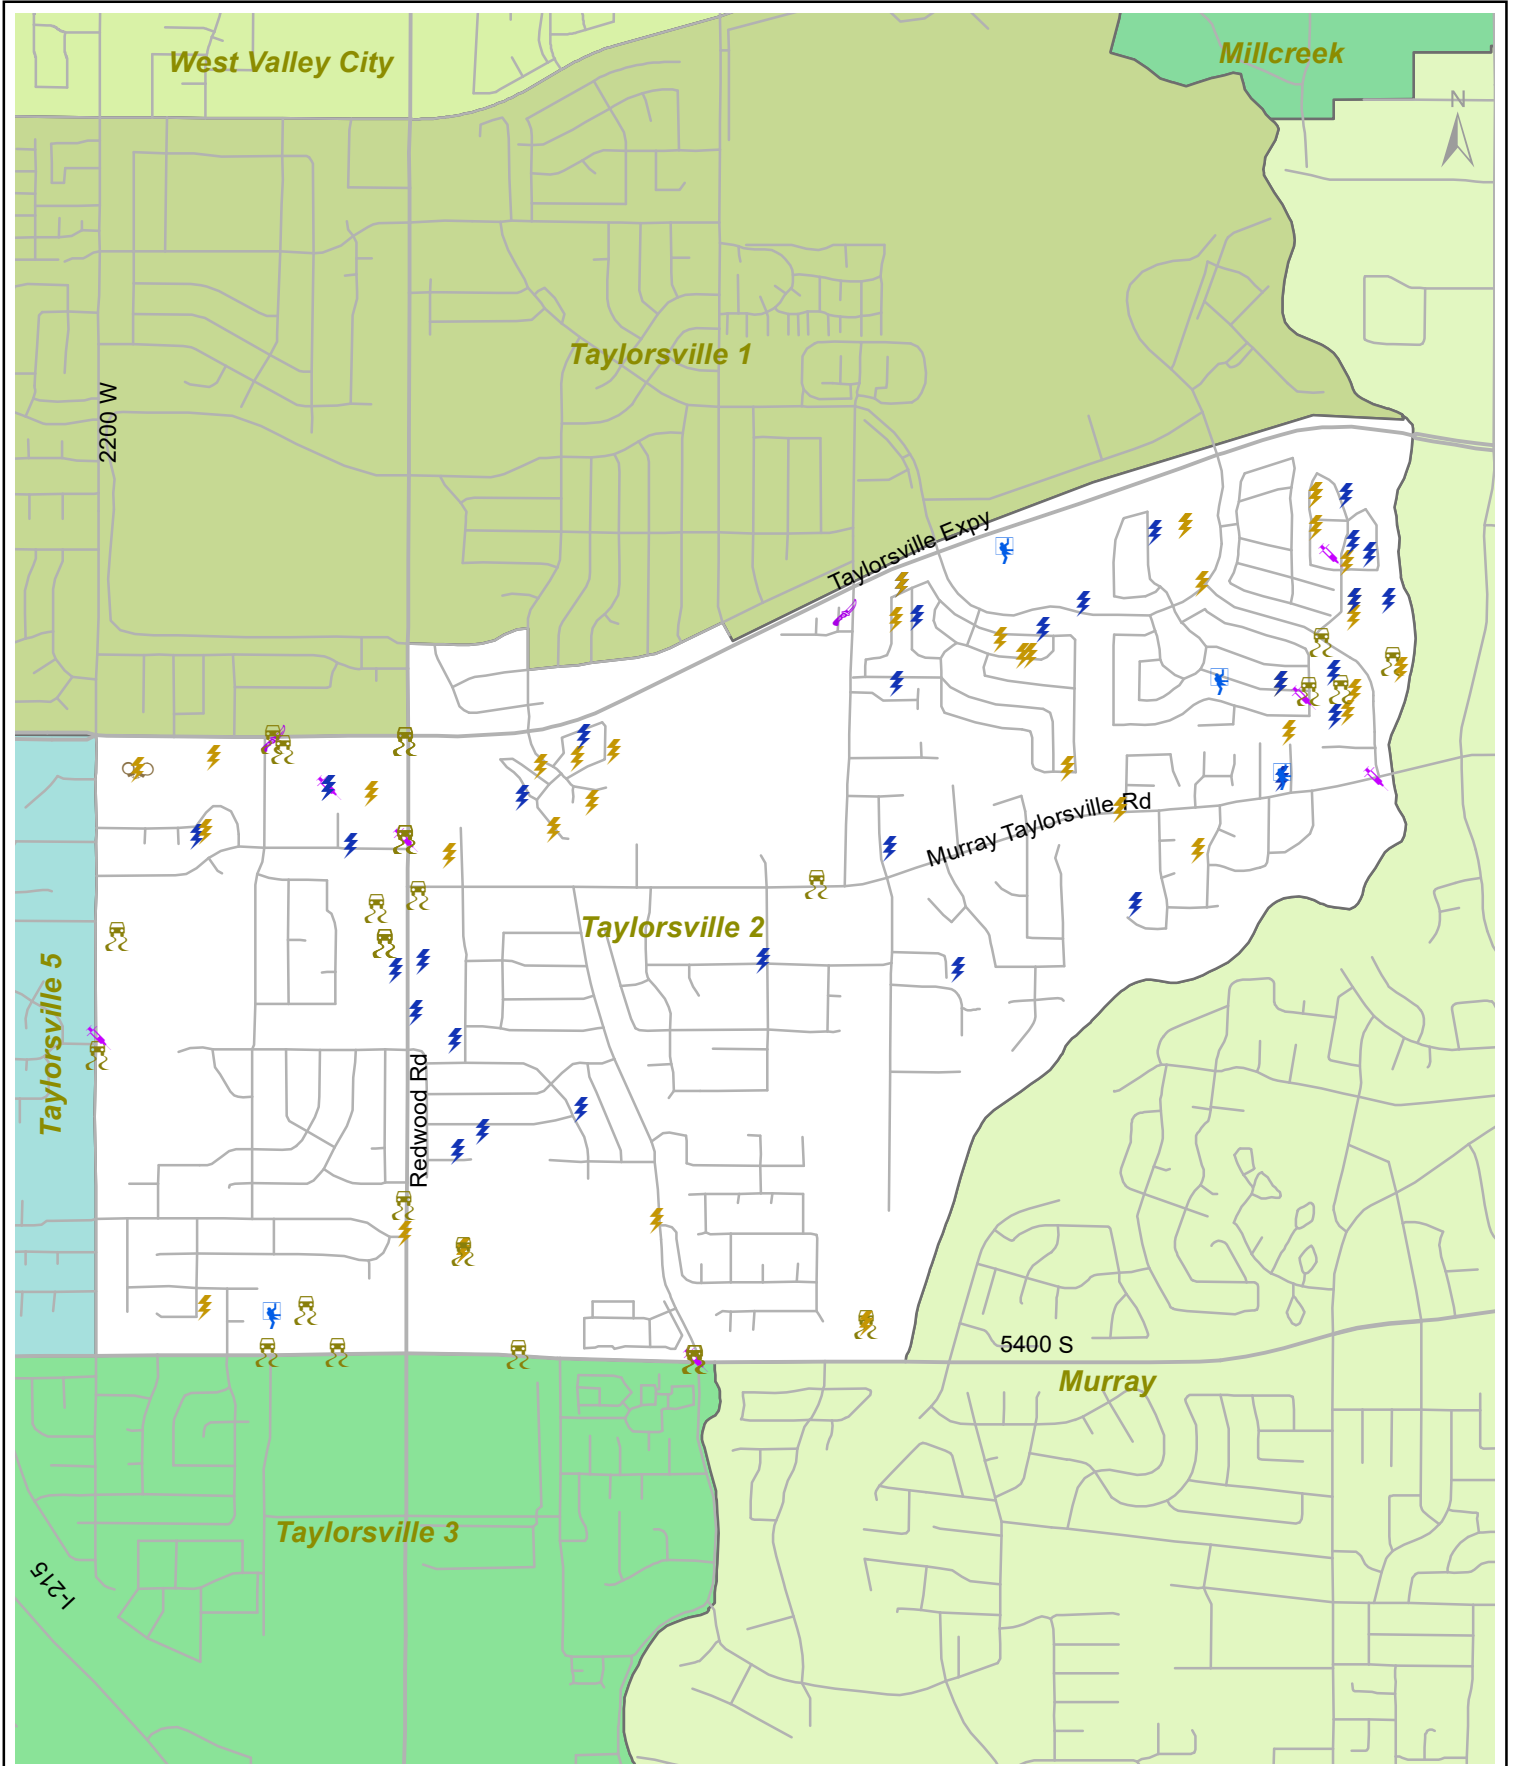 West Valley City
Millcreek
N
Taylorsville 1
2200 W
Taylorsville Expy
Murray Taylorsville Rd
Taylorsville 2
Taylorsville 5
Redwood Rd
5400 S
Murray
Taylorsville 3
I-215